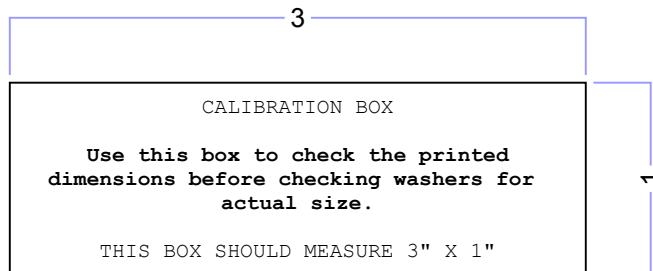 3
CALIBRATION BOX
Use this box to check the printed
dimensions before checking washers for
actual size.
1
THIS BOX SHOULD MEASURE 3" X 1"